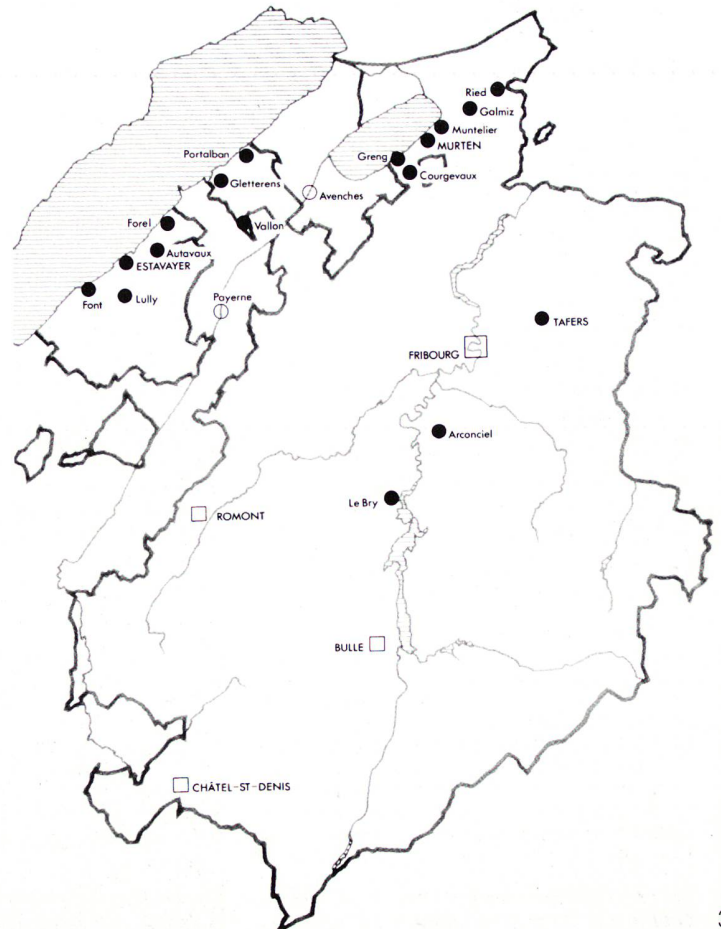 Ried
Galmiz
Muntelier
MURTEN
Portalban
Greng
Courgevaux
Gletterens
Avenches
Forel
Vallon
Autavaux
ESTAVAYER
Font
Lully
Payerne
TAFERS
FRIBOURG
Arconciel
Le Bry
ROMONT
BULLE
CHÂTEL-ST-DENIS